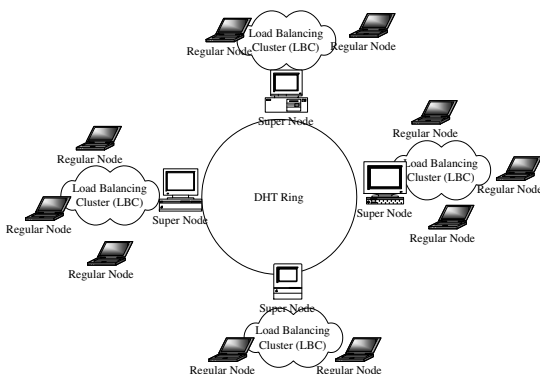 Load Balancing
Cluster (LBC)
Regular Node
Regular Node
Super Node
Regular Node
Regular Node
Load Balancing
Cluster (LBC)
Regular Node
Super Node
Regular Node
DHT Ring
Load Balancing
Cluster (LBC)
Regular Node
Super Node
Regular Node
Super Node
Load Balancing
Cluster (LBC)
Regular Node
Regular Node